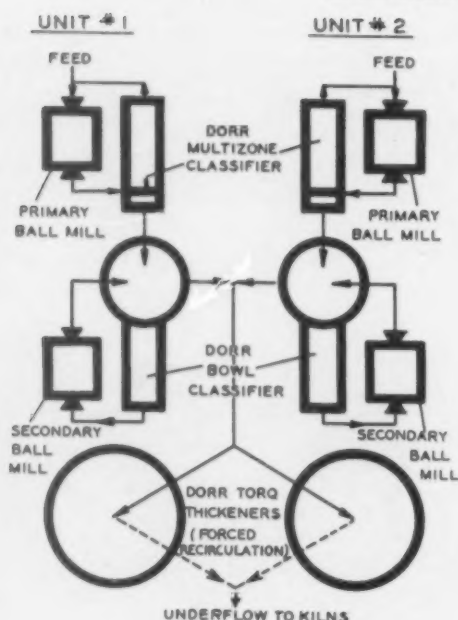 UNIT # 1
UNIT # 2
FEED
FEED
DORR
MULTIZONE
CLASSIFIER
PRIMARY
BALL MILL
PRIMARY
BALL MILL
DORR
BOWL
CLASSIFIER
SECONDARY
BALL
MILL
SECONDARY
BALL
MILL
DORR TORQ
THICKENERS
(FORCED
RECIRCULATION)
UNDERFLOW TO KILNS